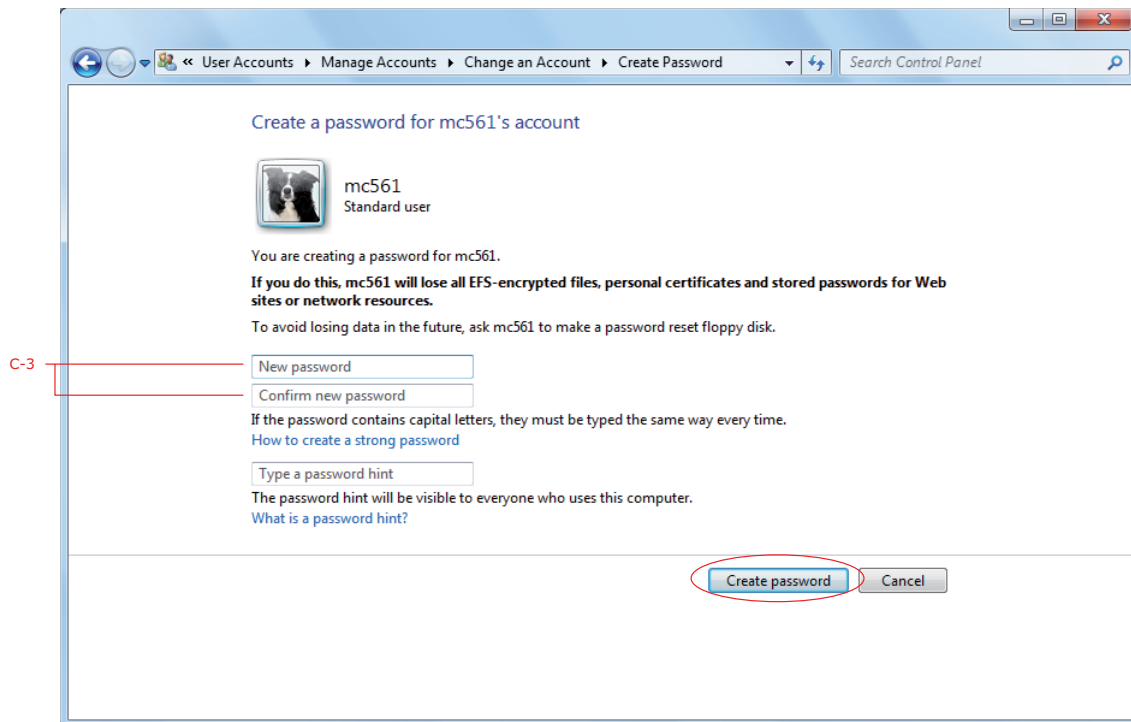 « User Accounts ▸ Manage Accounts ▸ Change an Account ▸ Create Password
Search Control Panel
Create a password for mc561's account
mc561
Standard user
You are creating a password for mc561.
If you do this, mc561 will lose all EFS-encrypted files, personal certificates and stored passwords for Web
sites or network resources.
To avoid losing data in the future, ask mc561 to make a password reset floppy disk.
C-3
New password
Confirm new password
If the password contains capital letters, they must be typed the same way every time.
How to create a strong password
Type a password hint
The password hint will be visible to everyone who uses this computer.
What is a password hint?
Create password
Cancel